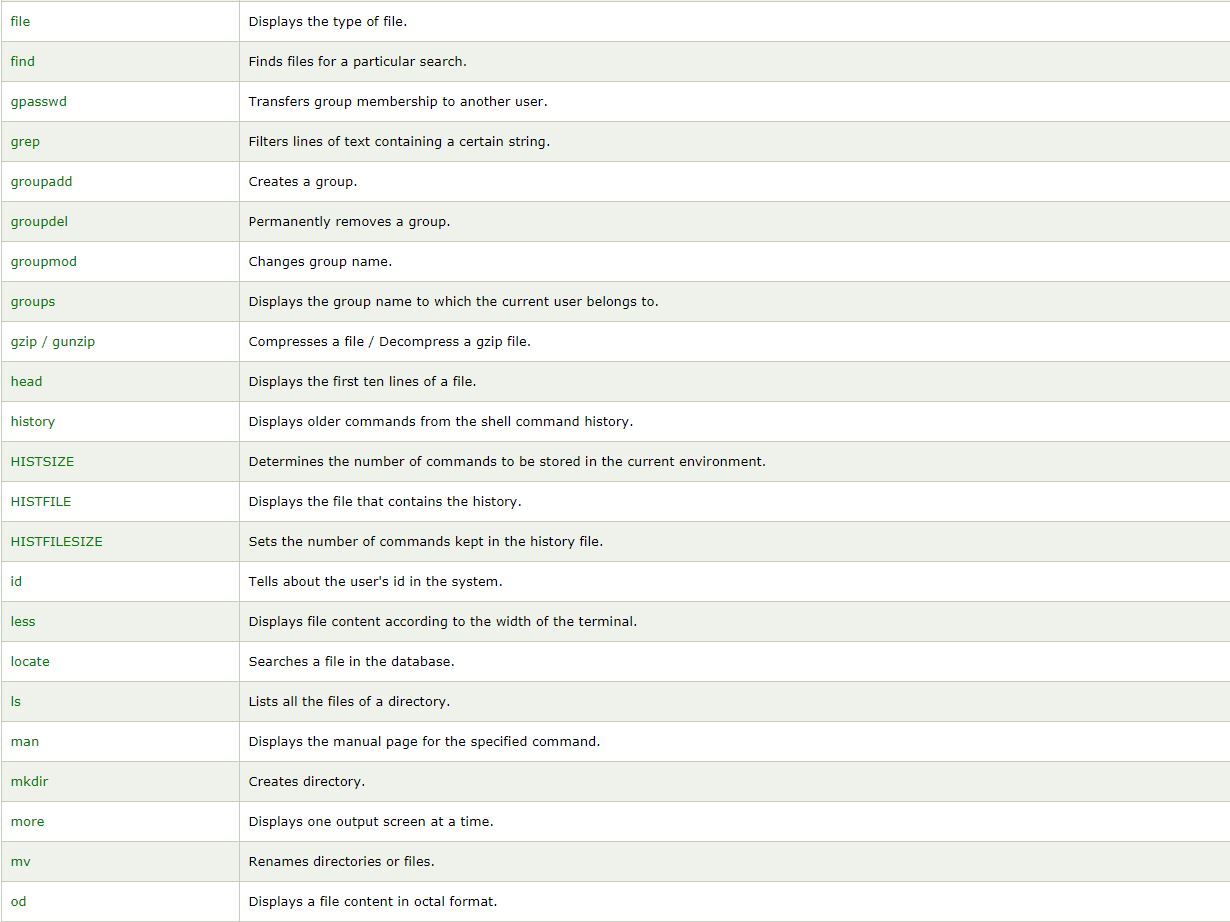 file Displays the type of file.
find Finds files for a particular search.
gpasswd Transfers group membership to another user.
grep Filters lines of text containing a certain string.
groupadd Creates a group.
groupdel Permanently removes a group.
groupmod Changes group name.
groups Displays the group name to which the current user belongs to.
gzip / gunzip Compresses a file / Decompress a gzip file.
head Displays the first ten lines of a file.
history Displays older commands from the shell command history.
HISTSIZE Determines the number of commands to be stored in the current environment.
HISTFILE Displays the file that contains the history.
HISTFILESIZE Sets the number of commands kept in the history file.
id Tells about the user's id in the system.
less Displays file content according to the width of the terminal.
locate Searches a file in the database.
ls Lists all the files of a directory.
man Displays the manual page for the specified command.
mkdir Creates directory.
more Displays one output screen at a time.
mv Renames directories or files.
od Displays a file content in octal format.